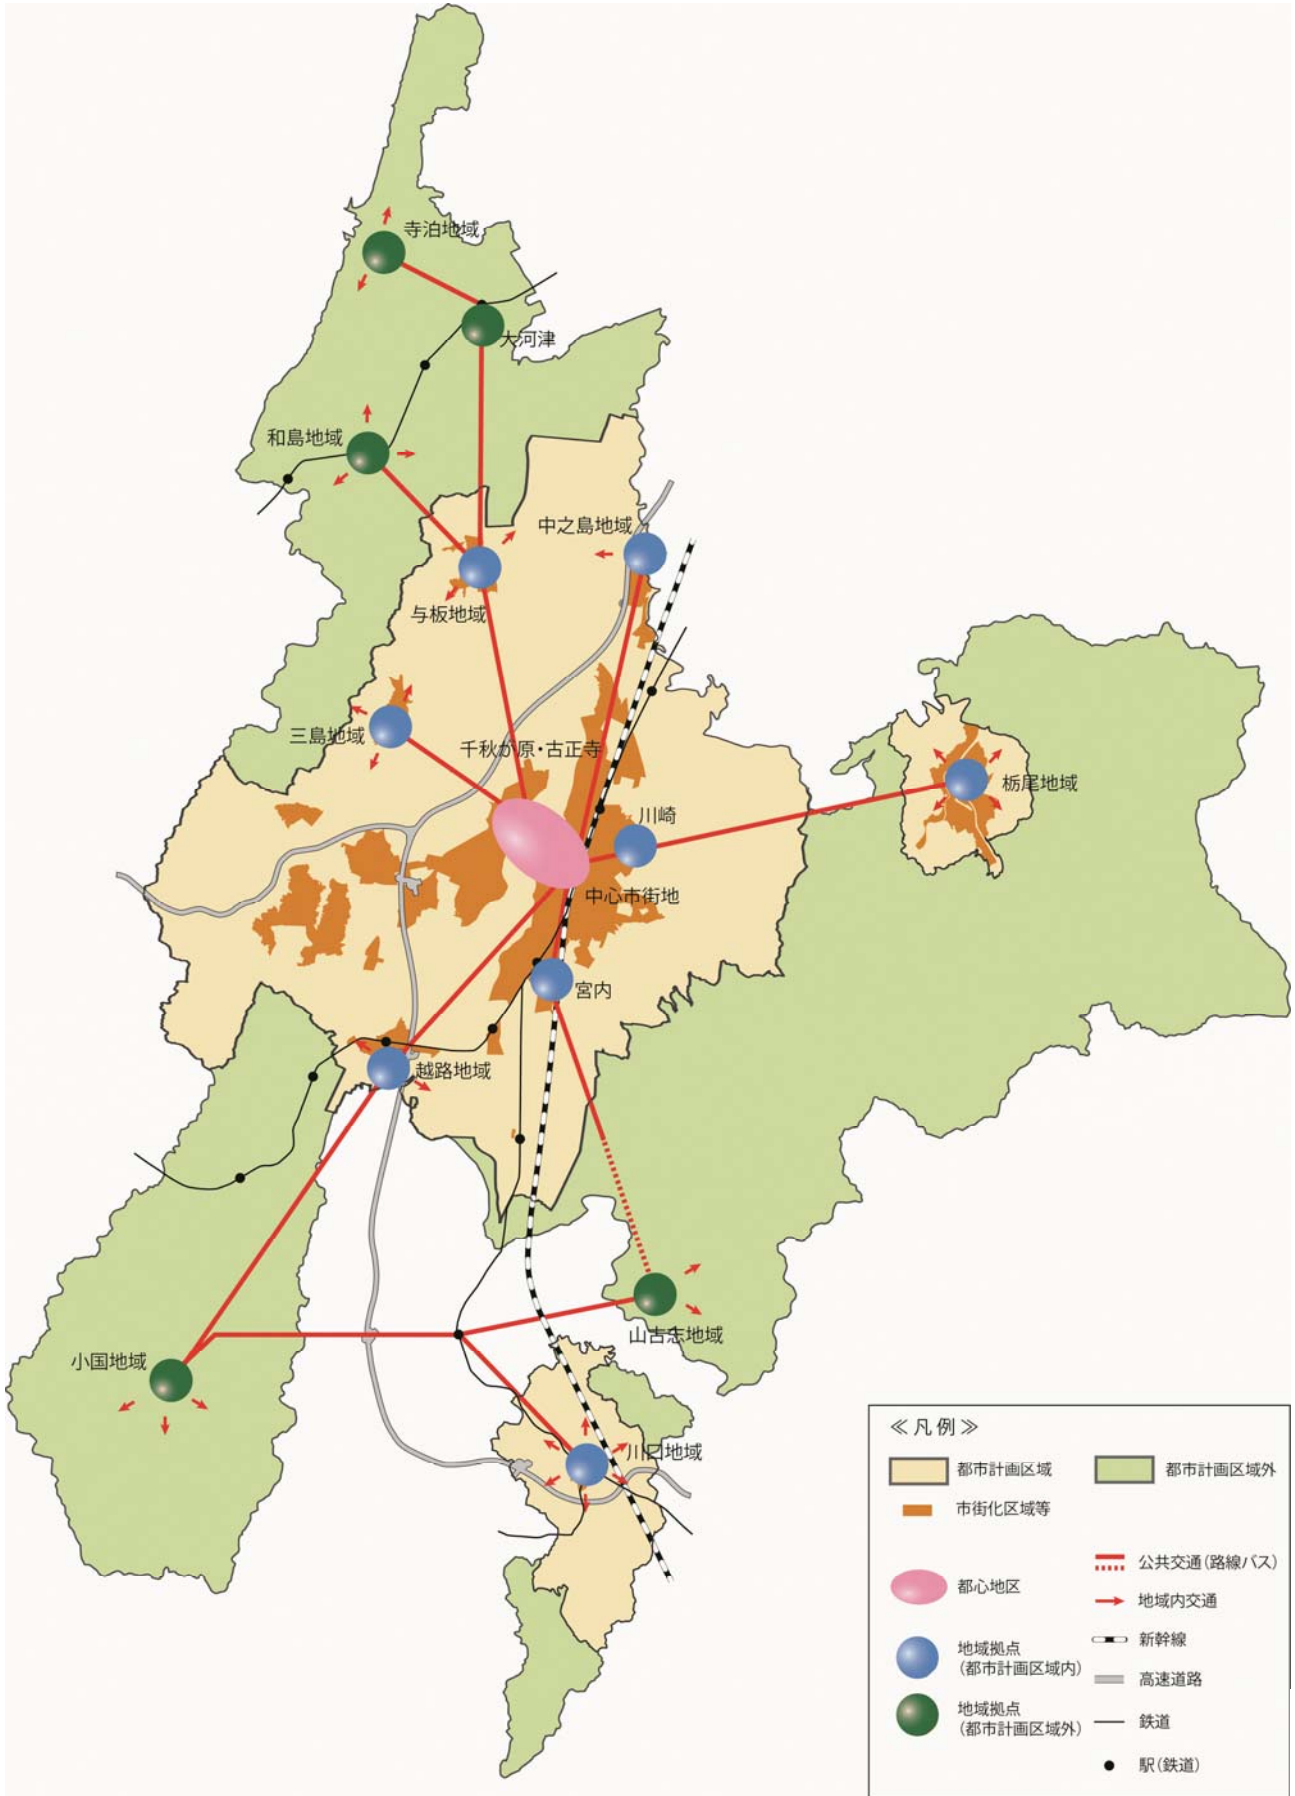 寺泊地域
大河津
和島地域
中之島地域
与板地域
三島地域
千秋が原・古正寺
川崎
栃尾地域
中心市街地
宮内
越路地域
山古志地域
小国地域
川口地域
≪凡例≫
都市計画区域
都市計画区域外
市街化区域等
都心地区
地域拠点
(都市計画区域内)
地域拠点
(都市計画区域外)
公共交通(路線バス)
地域内交通
新幹線
高速道路
鉄道
駅(鉄道)